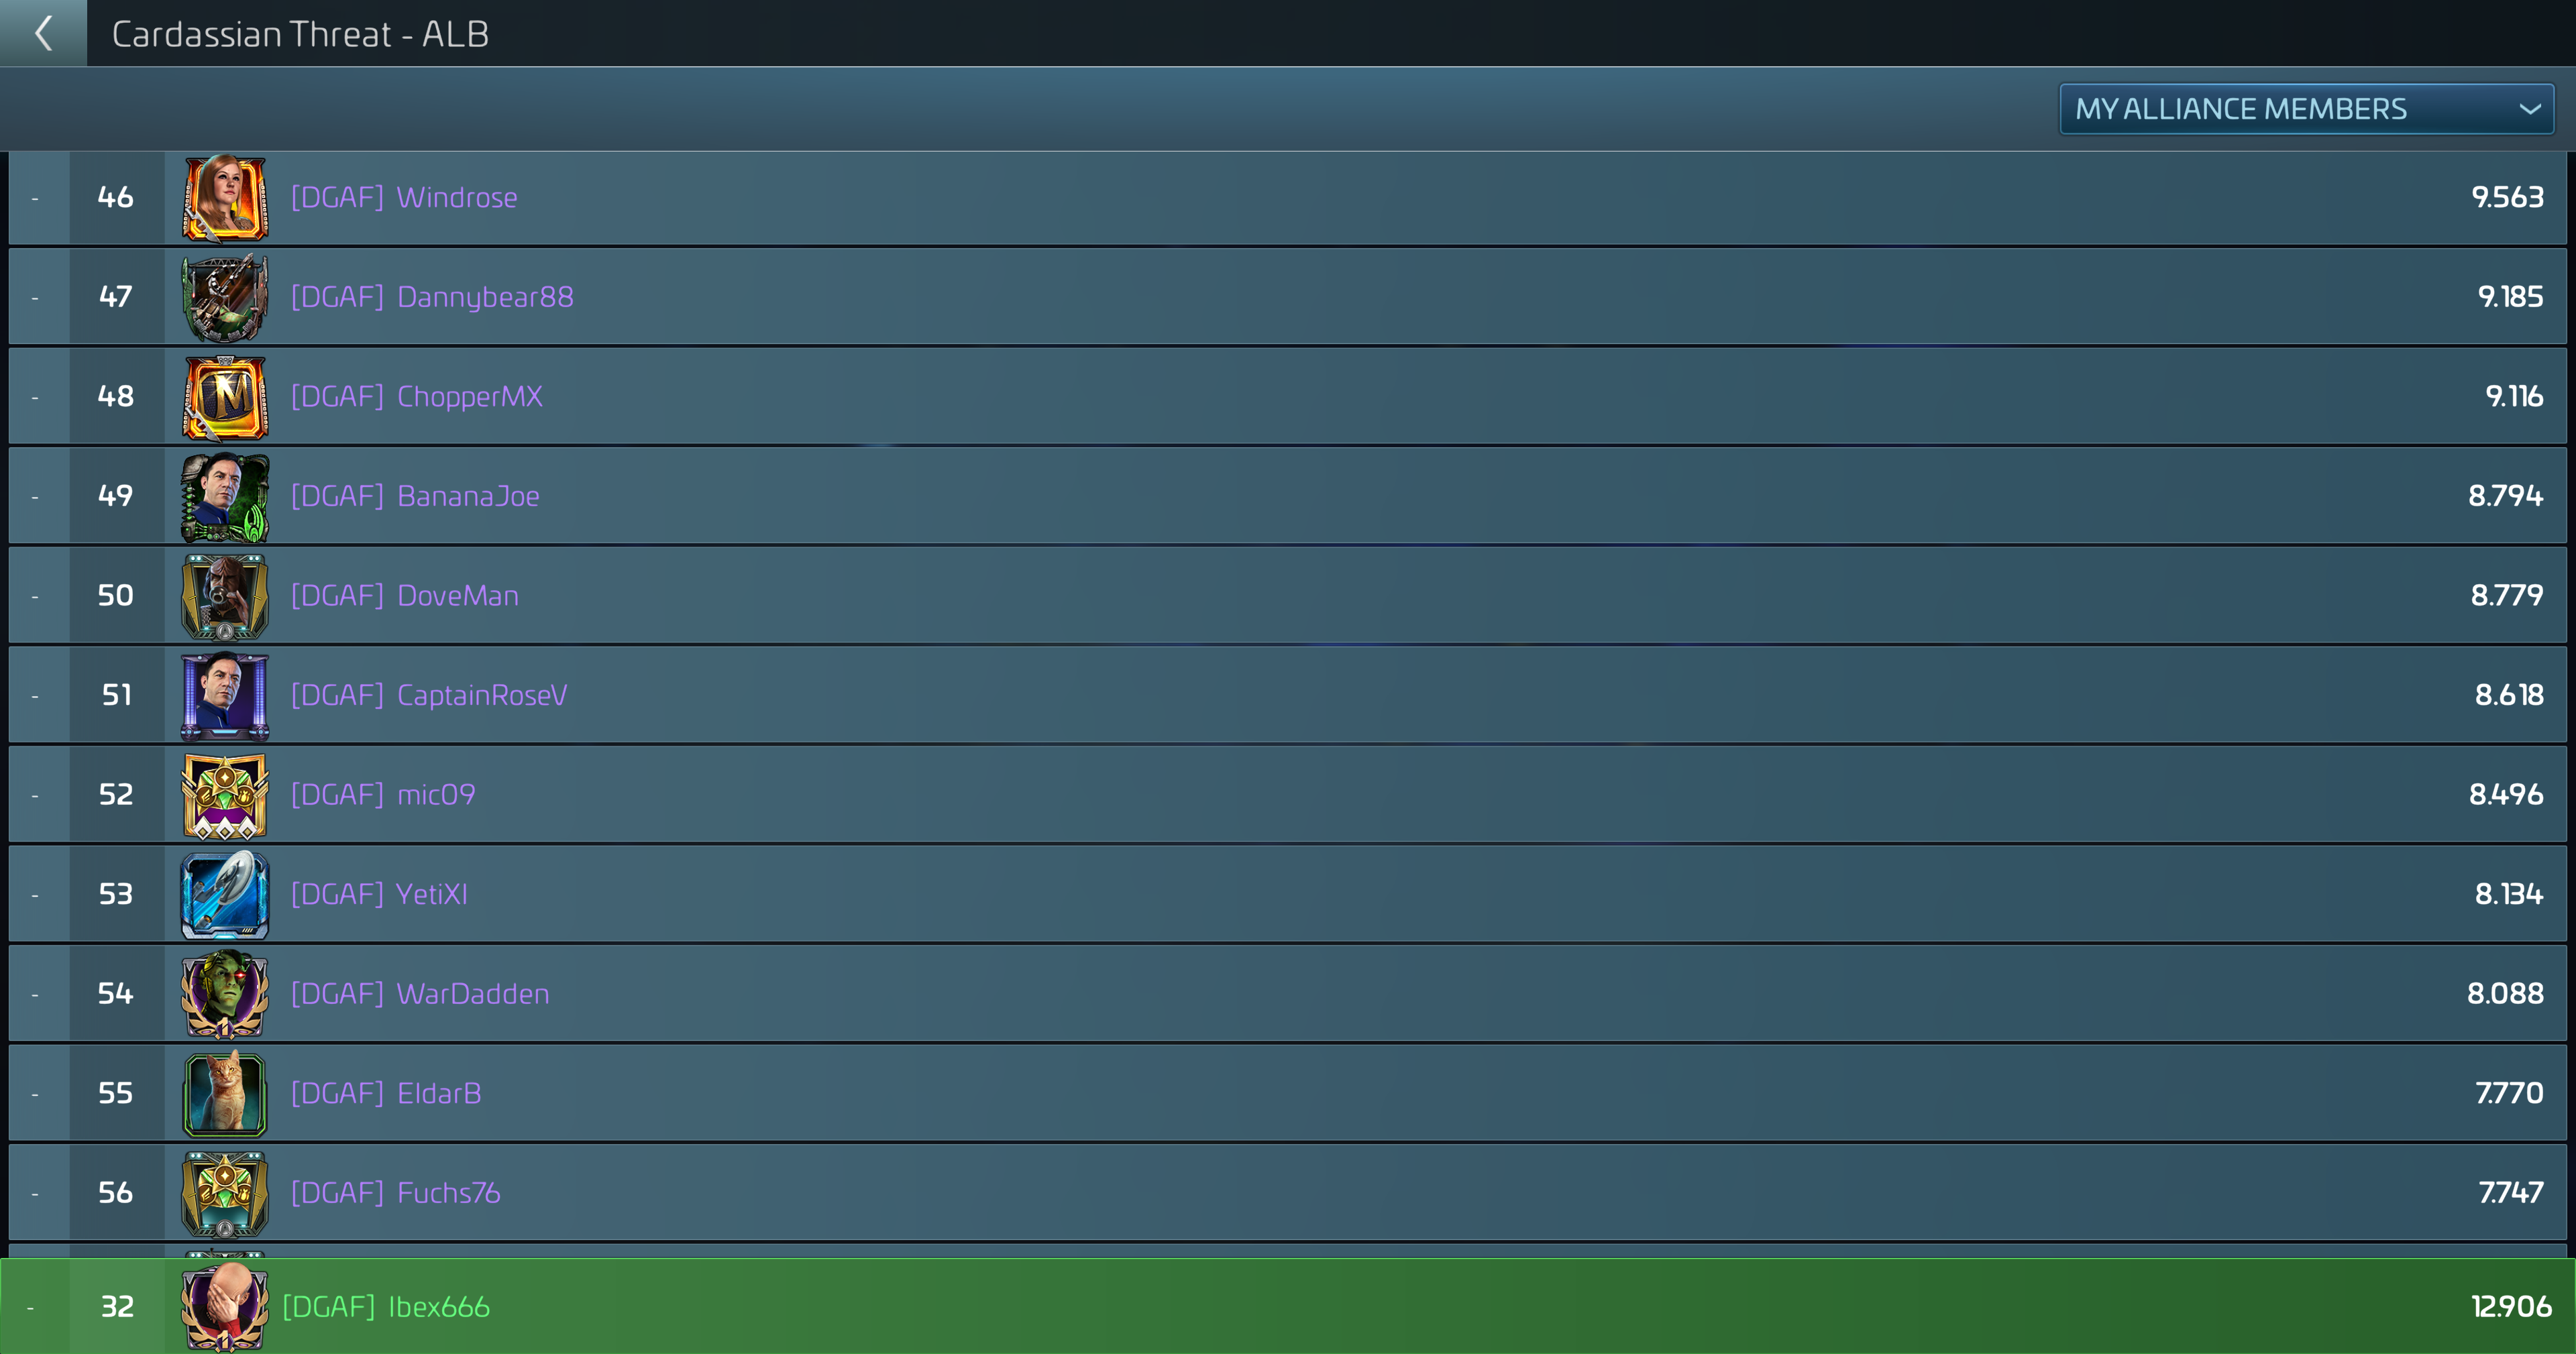 Cardassian Threat - ALB
MY ALLIANCE MEMBERS
- 46 [DGAF] Windrose 9.563
- 47 [DGAF] Dannybear88 9.185
- 48 M [DGAF] ChopperMX 9.116
- 49 [DGAF] BananaJoe 8.794
- 50 [DGAF] DoveMan 8.779
- 51 [DGAF] CaptainRoseV 8.618
- 52 [DGAF] mic09 8.496
- 53 [DGAF] YetiXI 8.134
- 54 1 [DGAF] WarDadden 8.088
- 55 [DGAF] EldarB 7.770
- 56 [DGAF] Fuchs76 7.747
- 32 1 [DGAF] Ibex666 12.906